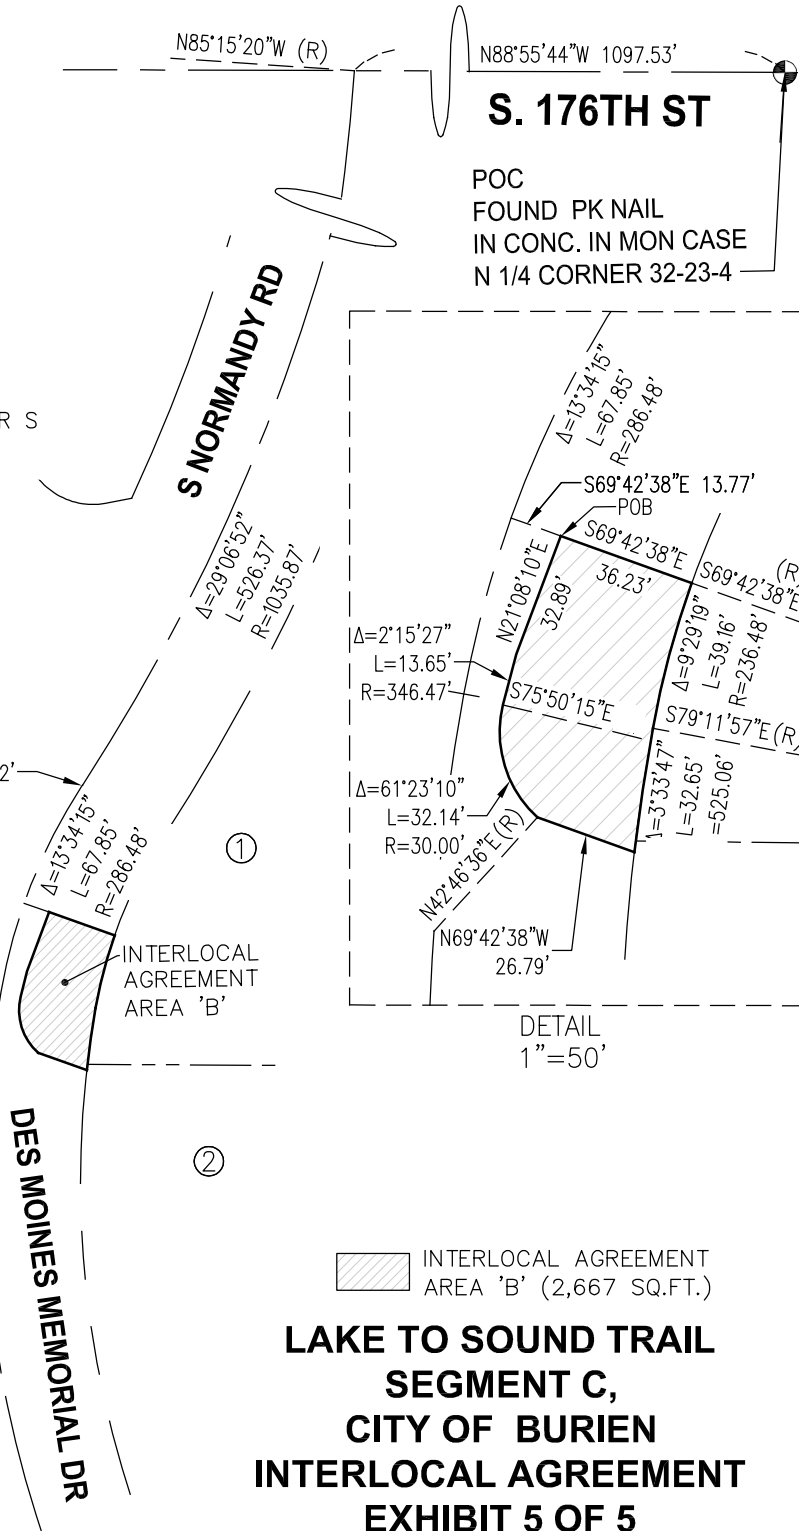 N85°15'20"W (R)
N88°55'44"W 1097.53'
S. 176TH ST
POC
FOUND PK NAIL
IN CONC. IN MON CASE
N 1/4 CORNER 32-23-4
S NORMANDY RD
R S
Δ=29°06'52"
L=526.37'
R=1035.87'
2'
Δ=13°34'15"
L=67.85'
R=286.48'
1
INTERLOCAL
AGREEMENT
AREA 'B'
DES MOINES MEMORIAL DR
2
Δ=13°34'15"
L=67.85'
R=286.48'
S69°42'38"E 13.77'
POB
S69°42'38"E
36.23'
(R)
S69°42'38"E
N21°08'10"E
32.89'
Δ=9°29'19"
L=39.16'
R=236.48'
Δ=2°15'27"
L=13.65'
R=346.47'
S75°50'15"E
S79°11'57"E(R)
Δ=61°23'10"
L=32.14'
R=30.00'
=3°33'47"
L=32.65'
=525.06'
N42°46'36"E(R)
N69°42'38"W
26.79'
DETAIL
1"=50'
INTERLOCAL AGREEMENT
AREA 'B' (2,667 SQ.FT.)
LAKE TO SOUND TRAIL
SEGMENT C,
CITY OF BURIEN
INTERLOCAL AGREEMENT
EXHIBIT 5 OF 5